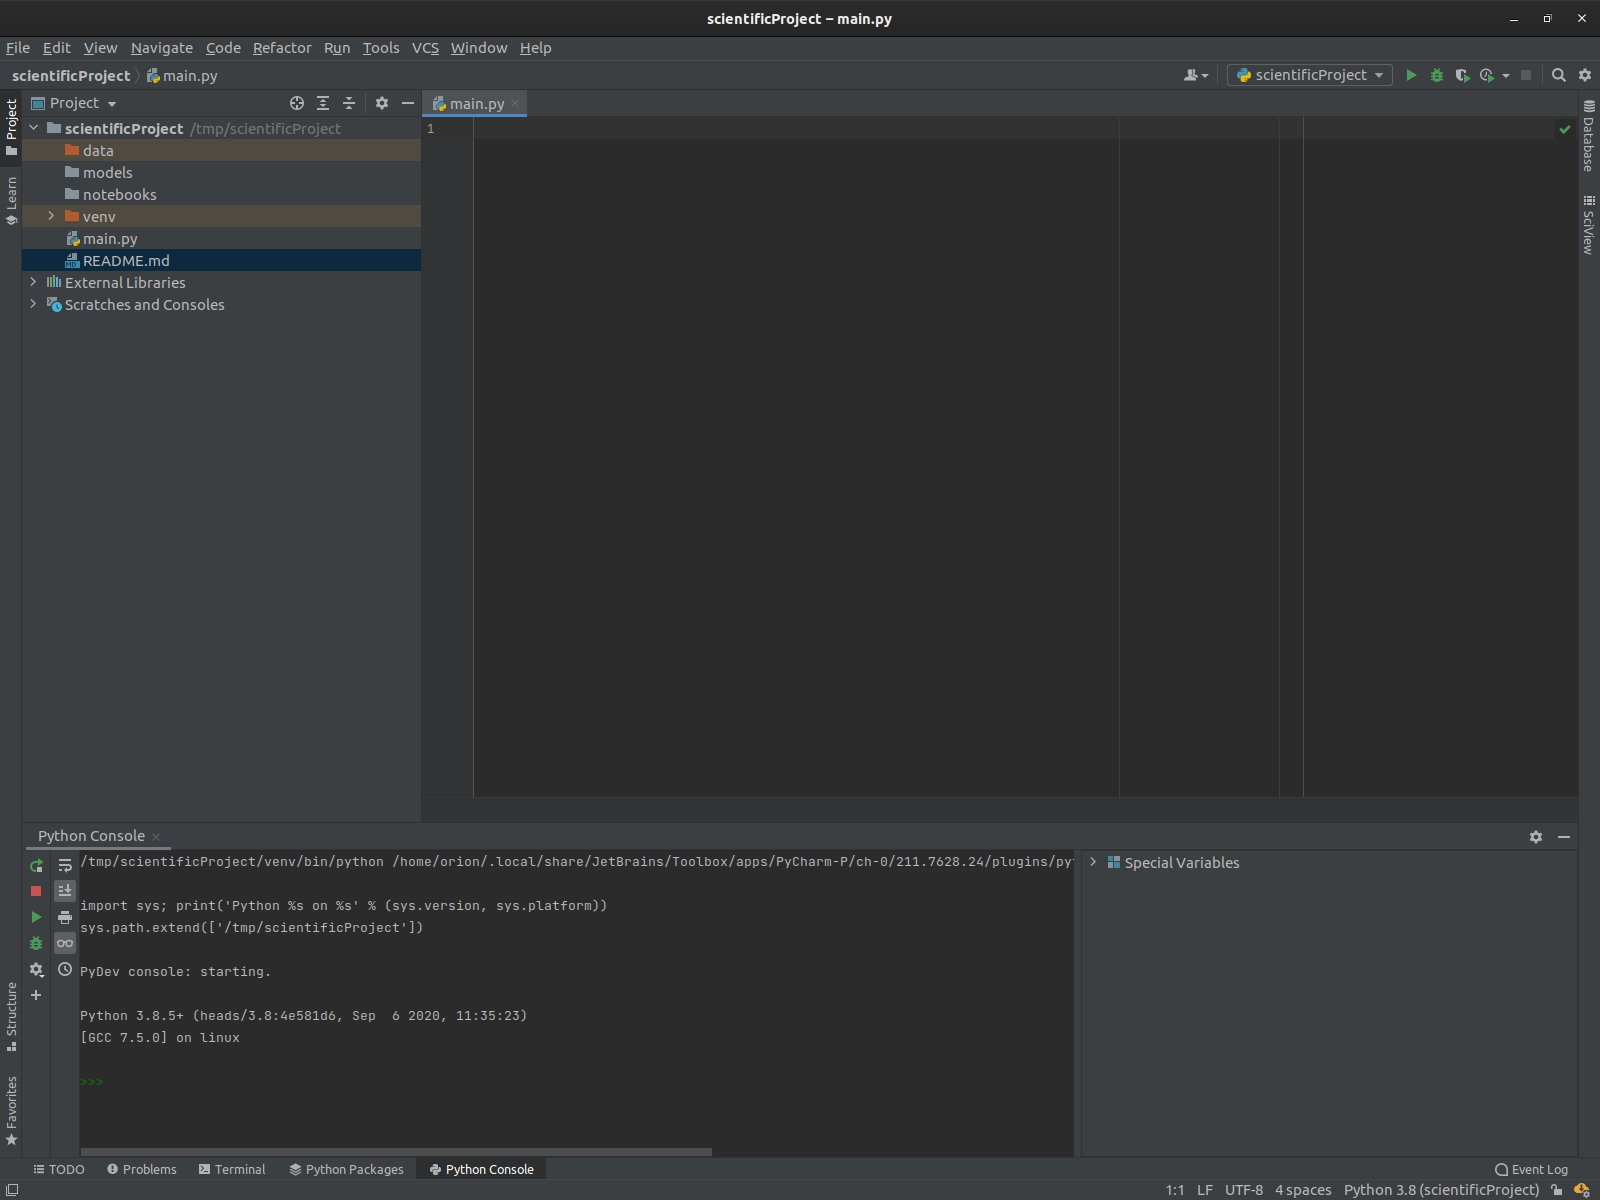 scientificProject – main.py
File Edit View Navigate Code Refactor Run Tools VCS Window Help
scientificProject main.py
scientificProject
Project
main.py
Project
Learn
Structure
Favorites
scientificProject /tmp/scientificProject
data
models
notebooks
venv
main.py
README.md
External Libraries
Scratches and Consoles
1
Database
SciView
Python Console
/tmp/scientificProject/venv/bin/python /home/orion/.local/share/JetBrains/Toolbox/apps/PyCharm-P/ch-0/211.7628.24/plugins/py
import sys; print('Python %s on %s' % (sys.version, sys.platform))
sys.path.extend(['/tmp/scientificProject'])
PyDev console: starting.
Python 3.8.5+ (heads/3.8:4e581d6, Sep  6 2020, 11:35:23)
[GCC 7.5.0] on linux
>>>
Special Variables
TODO Problems Terminal Python Packages Python Console Event Log
1:1 LF UTF-8 4 spaces Python 3.8 (scientificProject)